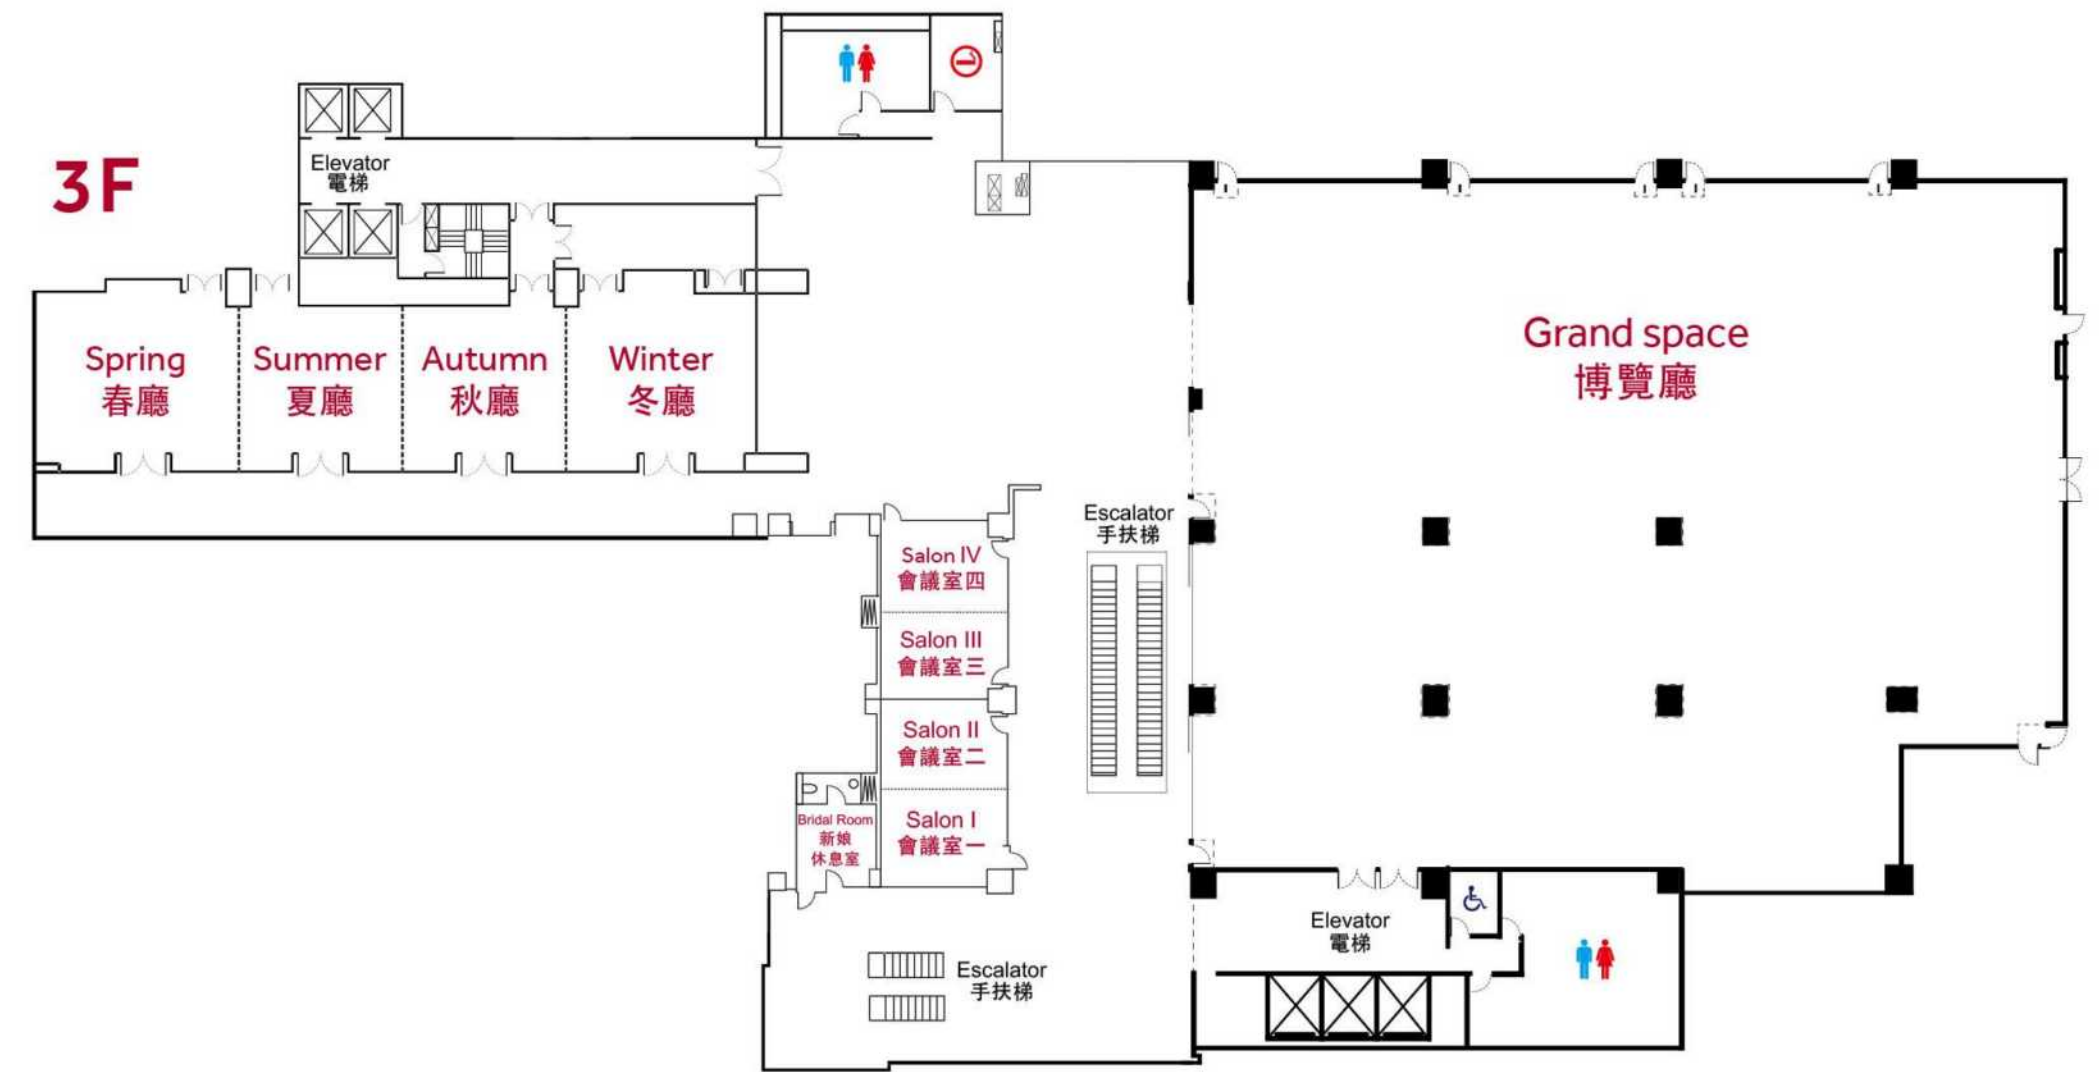 3F
Elevator
電梯
Spring
春廳
Summer
夏廳
Autumn
秋廳
Winter
冬廳
Grand space
博覽廳
Escalator
手扶梯
Salon IV
會議室四
Salon III
會議室三
Salon II
會議室二
Salon I
會議室一
Bridal Room
新娘
休息室
Escalator
手扶梯
Elevator
電梯